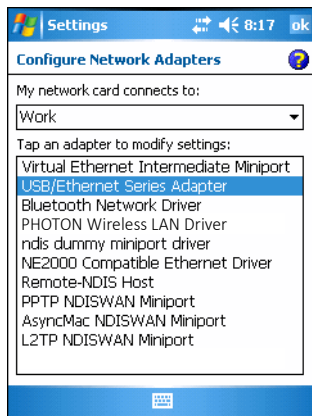 Settings 8:17 ok
Configure Network Adapters ?
My network card connects to:
Work
Tap an adapter to modify settings:
Virtual Ethernet Intermediate Miniport
USB/Ethernet Series Adapter
Bluetooth Network Driver
PHOTON Wireless LAN Driver
ndis dummy miniport driver
NE2000 Compatible Ethernet Driver
Remote-NDIS Host
PPTP NDISWAN Miniport
AsyncMac NDISWAN Miniport
L2TP NDISWAN Miniport